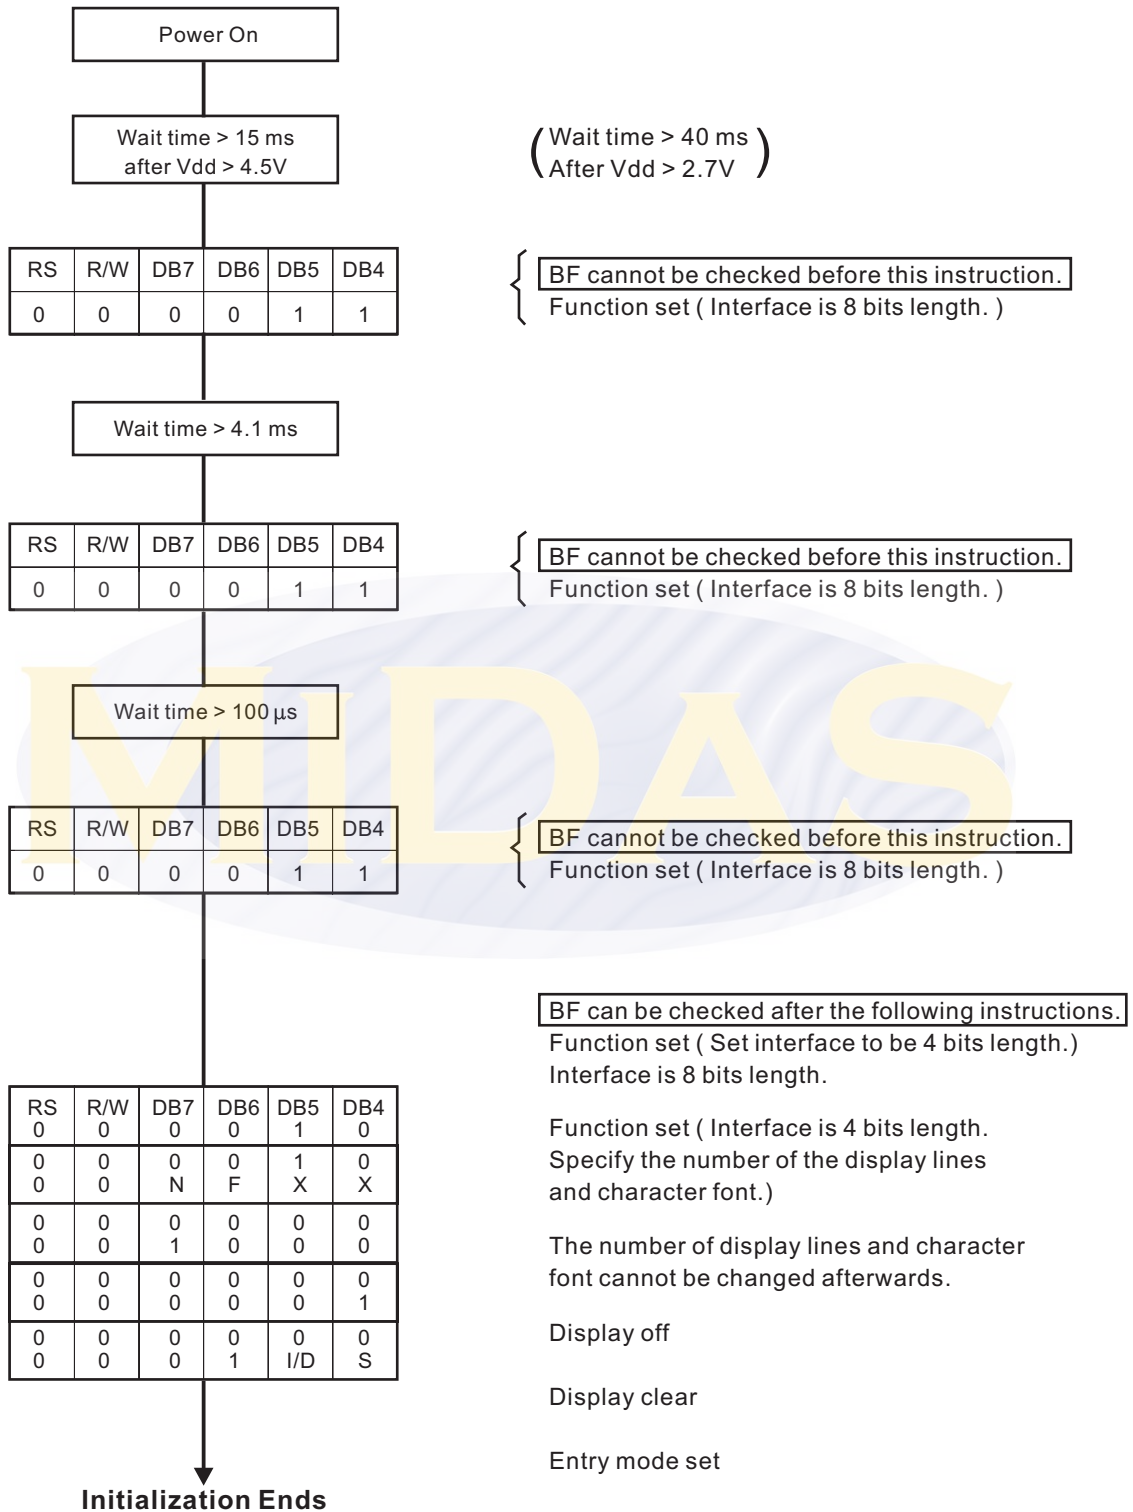 Power On
Wait time > 15 ms
after Vdd > 4.5V
(Wait time > 40 ms
After Vdd > 2.7V)
RS R/W DB7 DB6 DB5 DB4
0 0 0 0 1 1
BF cannot be checked before this instruction.
Function set ( Interface is 8 bits length. )
Wait time > 4.1 ms
RS R/W DB7 DB6 DB5 DB4
0 0 0 0 1 1
BF cannot be checked before this instruction.
Function set ( Interface is 8 bits length. )
MIDAS
Wait time > 100 µs
RS R/W DB7 DB6 DB5 DB4
0 0 0 0 1 1
BF cannot be checked before this instruction.
Function set ( Interface is 8 bits length. )
BF can be checked after the following instructions.
Function set ( Set interface to be 4 bits length.)
Interface is 8 bits length.
RS R/W DB7 DB6 DB5 DB4
0 0 0 0 1 0
0 0 0 0 1 0
0 0 N F X X
0 0 0 0 0 0
0 0 1 0 0 0
0 0 0 0 0 0
0 0 0 0 0 1
0 0 0 0 0 0
0 0 0 1 I/D S
Function set ( Interface is 4 bits length.
Specify the number of the display lines
and character font.)
The number of display lines and character
font cannot be changed afterwards.
Display off
Display clear
Entry mode set
Initialization Ends